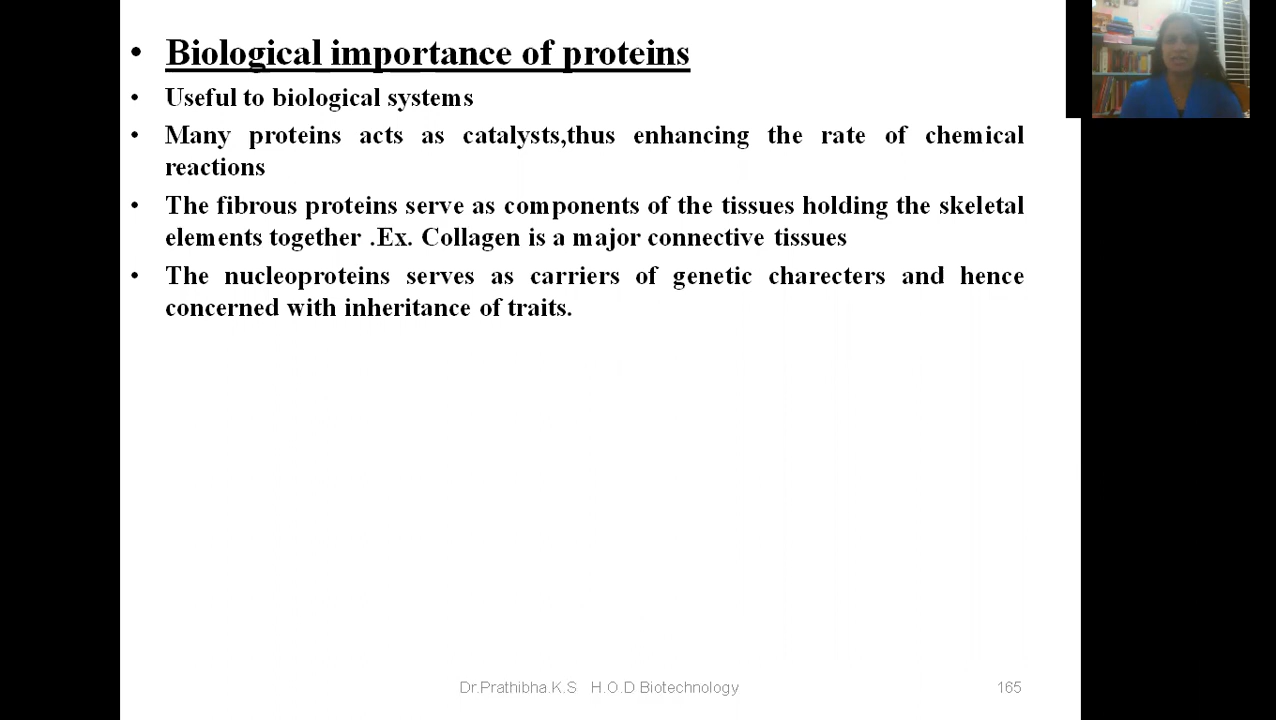 • Biological importance of proteins
• Useful to biological systems
• Many proteins acts as catalysts,thus enhancing the rate of chemical
reactions
• The fibrous proteins serve as components of the tissues holding the skeletal
elements together .Ex. Collagen is a major connective tissues
• The nucleoproteins serves as carriers of genetic charecters and hence
concerned with inheritance of traits.
Dr.Prathibha.K.S H.O.D Biotechnology 165